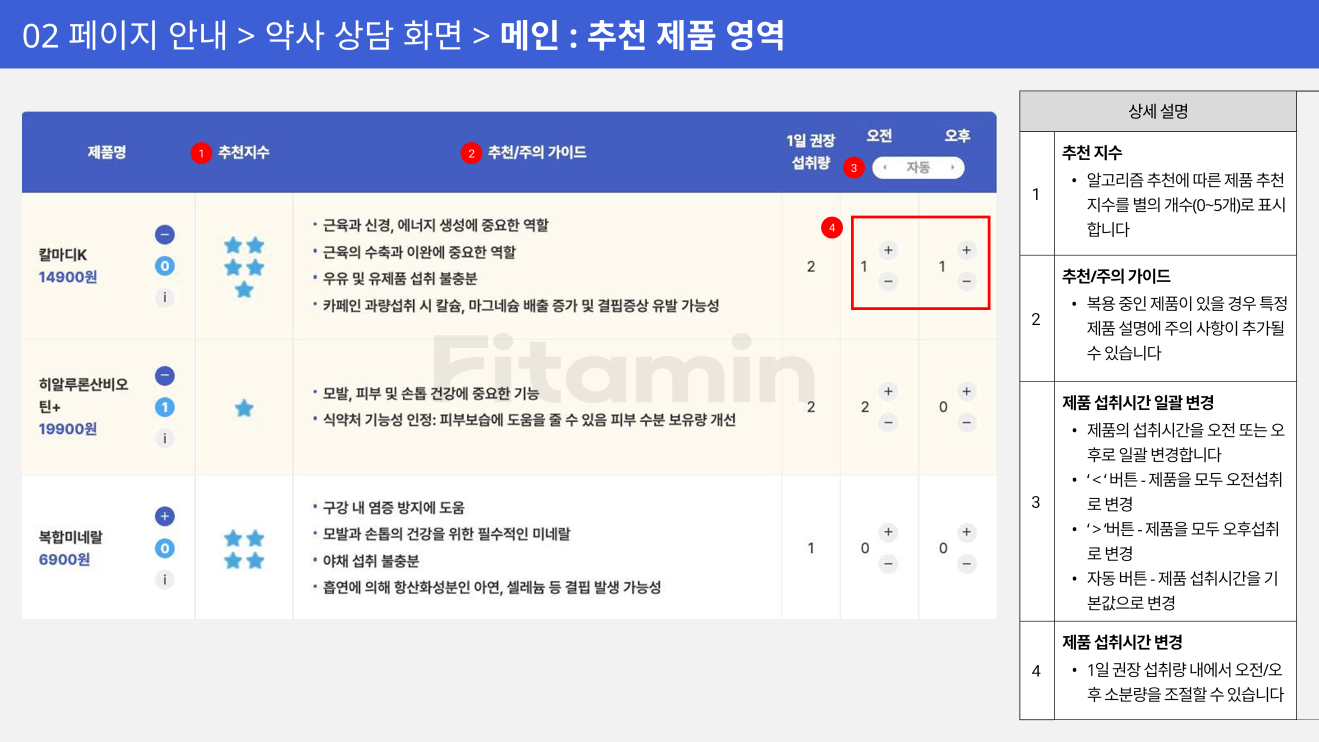 02 페이지 안내 > 약사 상담 화면 > 메인 : 추천 제품 영역
제품명
1 추천지수
2 추천/주의 가이드
1일 권장
섭취량
오전
오후
3
‹ 자동 ›
칼마디K
14900원
−
0
i
• 근육과 신경, 에너지 생성에 중요한 역할
• 근육의 수축과 이완에 중요한 역할
• 우유 및 유제품 섭취 불충분
• 카페인 과량섭취 시 칼슘, 마그네슘 배출 증가 및 결핍증상 유발 가능성
2
4
1
+
−
1
+
−
Fitamin
히알루론산비오
틴+
19900원
−
1
i
• 모발, 피부 및 손톱 건강에 중요한 기능
• 식약처 기능성 인정: 피부보습에 도움을 줄 수 있음 피부 수분 보유량 개선
2
2
+
−
0
+
−
복합미네랄
6900원
+
0
i
• 구강 내 염증 방지에 도움
• 모발과 손톱의 건강을 위한 필수적인 미네랄
• 야채 섭취 불충분
• 흡연에 의해 항산화성분인 아연, 셀레늄 등 결핍 발생 가능성
1
0
+
−
0
+
−
상세 설명
1
추천 지수
• 알고리즘 추천에 따른 제품 추천
지수를 별의 개수(0~5개)로 표시
합니다
2
추천/주의 가이드
• 복용 중인 제품이 있을 경우 특정
제품 설명에 주의 사항이 추가될
수 있습니다
3
제품 섭취시간 일괄 변경
• 제품의 섭취시간을 오전 또는 오
후로 일괄 변경합니다
• ‘ < ‘ 버튼 - 제품을 모두 오전섭취
로 변경
• ‘ > ‘버튼 - 제품을 모두 오후섭취
로 변경
• 자동 버튼 - 제품 섭취시간을 기
본값으로 변경
4
제품 섭취시간 변경
• 1일 권장 섭취량 내에서 오전/오
후 소분량을 조절할 수 있습니다